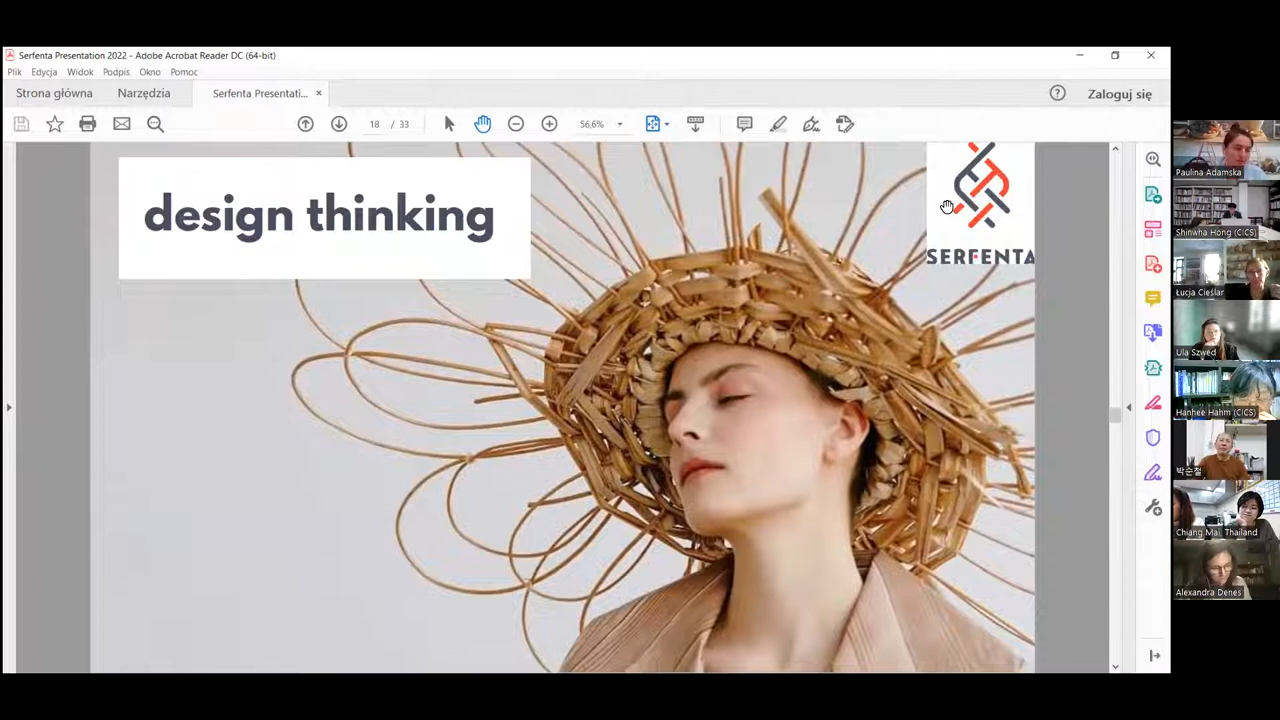 Serfenta Presentation 2022 - Adobe Acrobat Reader DC (64-bit)
Plik Edycja Widok Podpis Okno Pomoc
Strona główna Narzędzia Serfenta Presentati... × Zaloguj się
18 / 33 56,6%
design thinking
SERFENTA
Paulina Adamska
Shinwha Hong (CICS)
Łucja Cieślar
Ula Szwed
Hanhee Hahm (CICS)
박순철
Chiang Mai, Thailand
Alexandra Denes